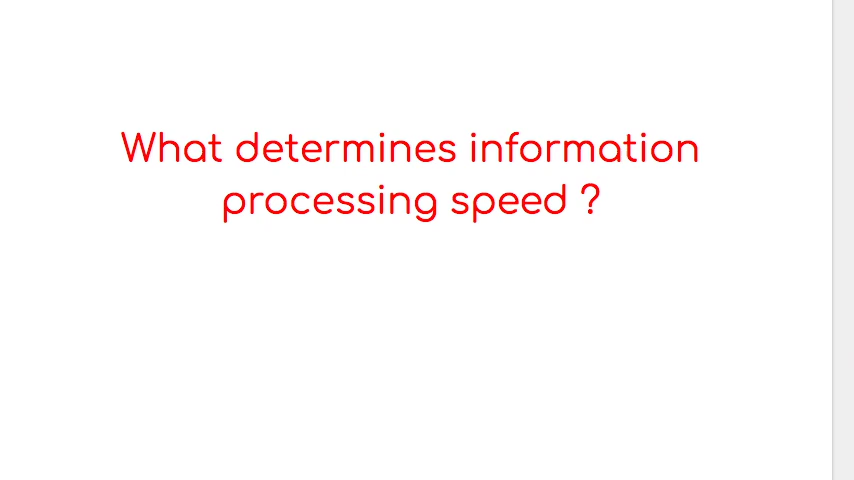 What determines information
processing speed ?